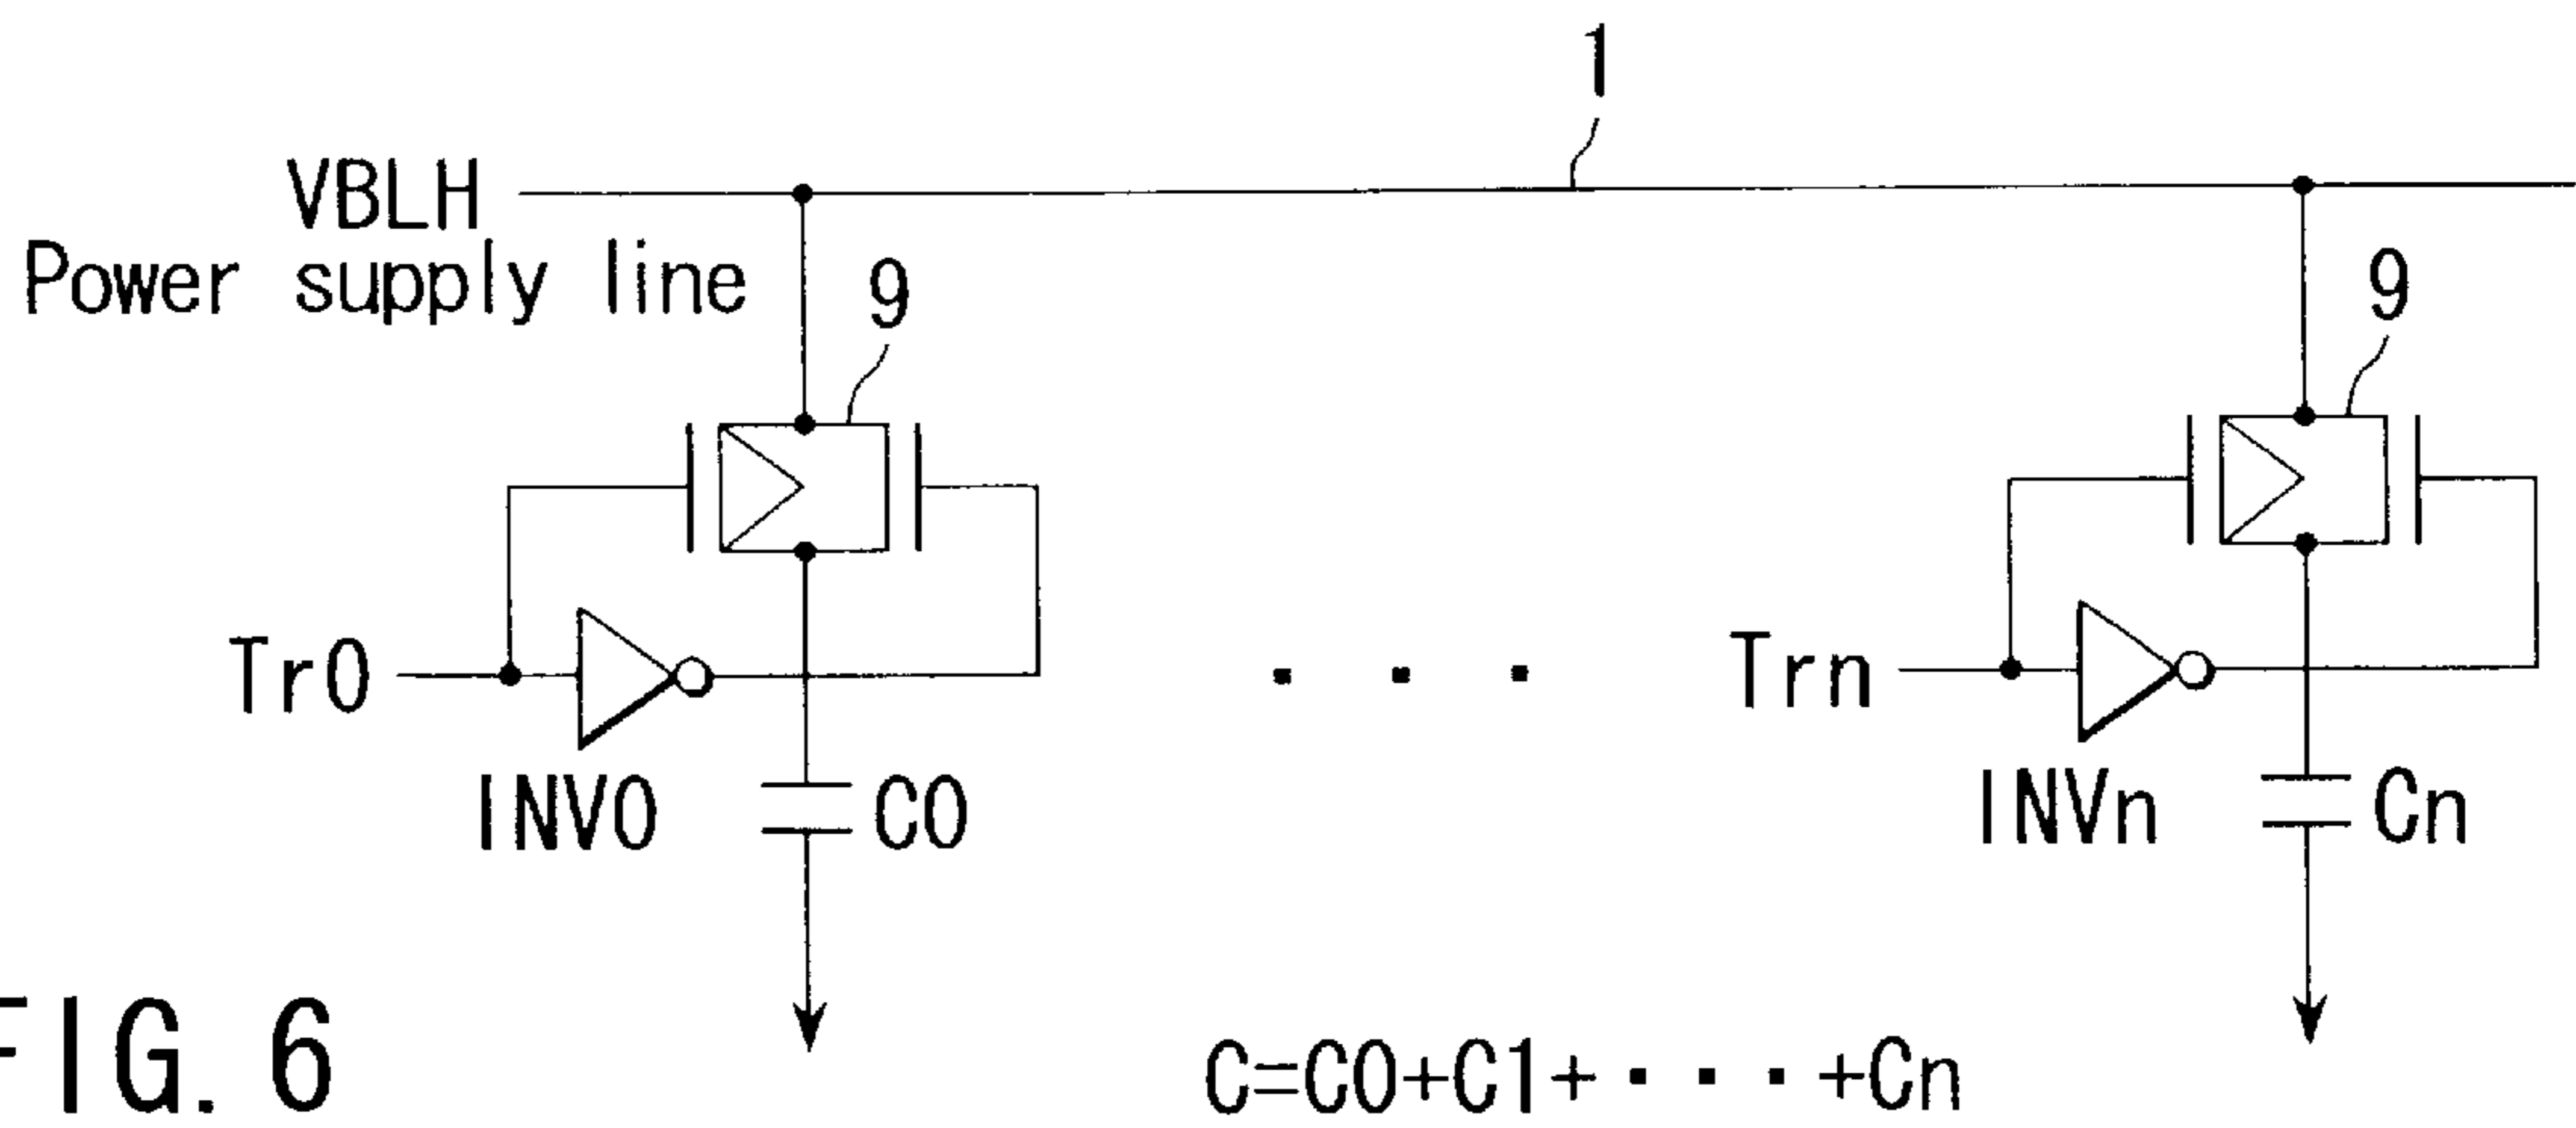 1
VBLH
Power supply line
9
9
Tr0
INV0
C0
. . .
Trn
INVn
Cn
FIG. 6
C=C0+C1+・・・+Cn